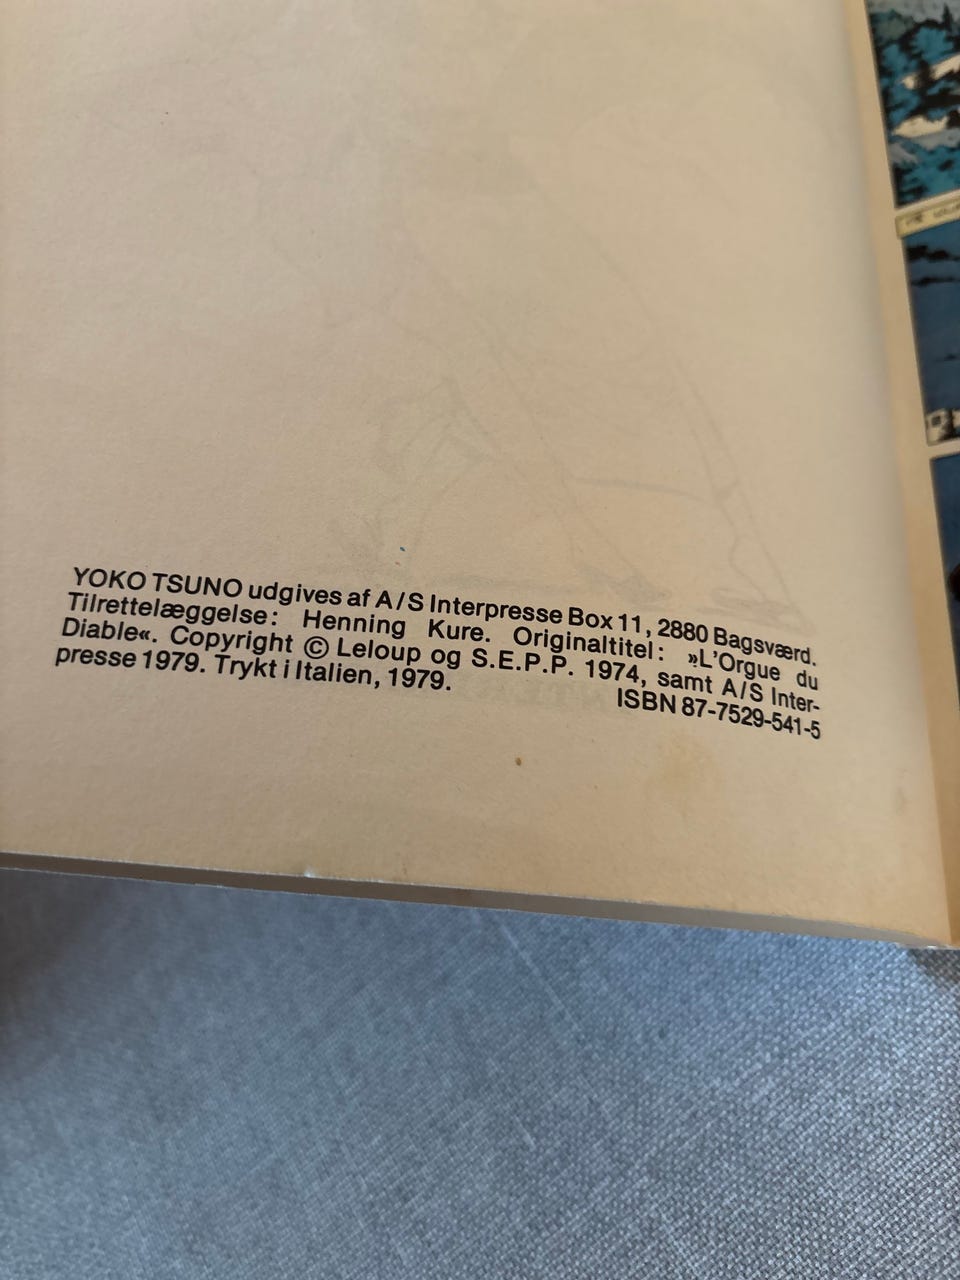 YOKO TSUNO udgives af A/S Interpresse Box 11, 2880 Bagsværd.
Tilrettelæggelse: Henning Kure. Originaltitel: »L'Orgue du
Diable«. Copyright © Leloup og S.E.P.P. 1974, samt A/S Inter-
presse 1979. Trykt i Italien, 1979.
ISBN 87-7529-541-5